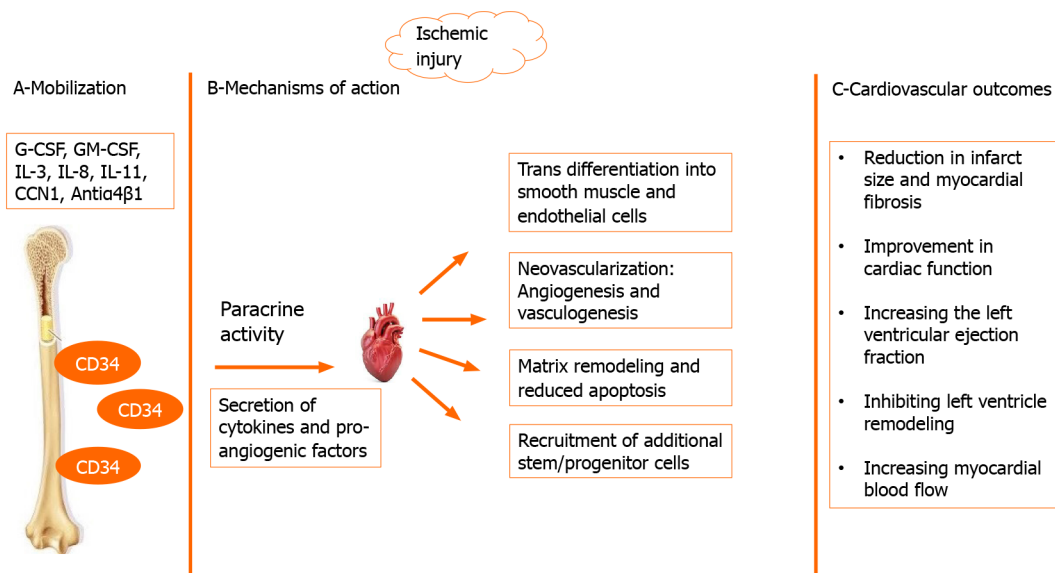 Ischemic
injury
A-Mobilization
G-CSF, GM-CSF,
IL-3, IL-8, IL-11,
CCN1, Antiα4β1
CD34
CD34
CD34
B-Mechanisms of action
Paracrine
activity
Secretion of
cytokines and pro-
angiogenic factors
Trans differentiation into
smooth muscle and
endothelial cells
Neovascularization:
Angiogenesis and
vasculogenesis
Matrix remodeling and
reduced apoptosis
Recruitment of additional
stem/progenitor cells
C-Cardiovascular outcomes
• Reduction in infarct
size and myocardial
fibrosis
• Improvement in
cardiac function
• Increasing the left
ventricular ejection
fraction
• Inhibiting left ventricle
remodeling
• Increasing myocardial
blood flow